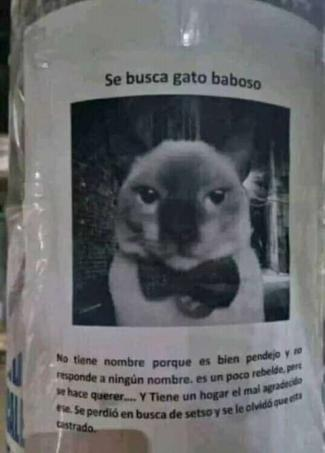 Se busca gato baboso
No tiene nombre porque es bien pendejo y no
responde a ningún nombre. es un poco rebelde, pero
se hace querer.... Y Tiene un hogar el mal agradecido
ese. Se perdió en busca de setso y se le olvidó que esta
castrado.